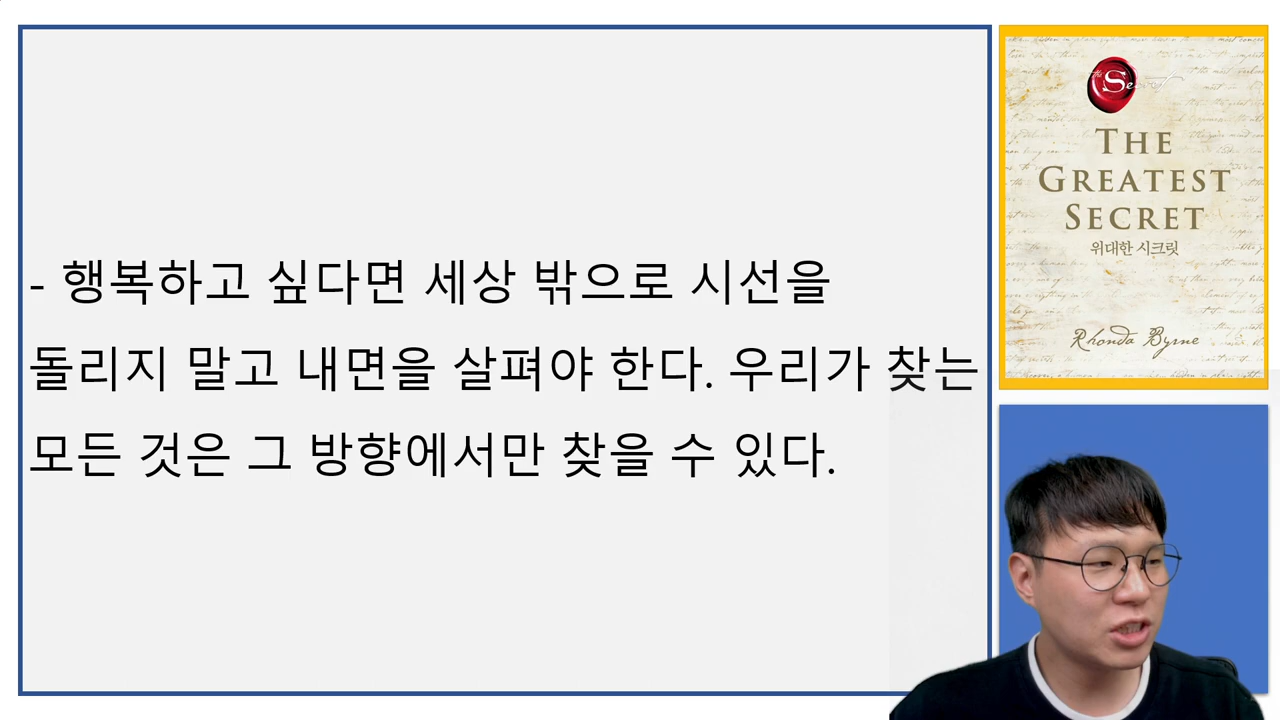 - 행복하고 싶다면 세상 밖으로 시선을
돌리지 말고 내면을 살펴야 한다. 우리가 찾는
모든 것은 그 방향에서만 찾을 수 있다.
The Secret
THE
GREATEST
SECRET
위대한 시크릿
Rhonda Byrne